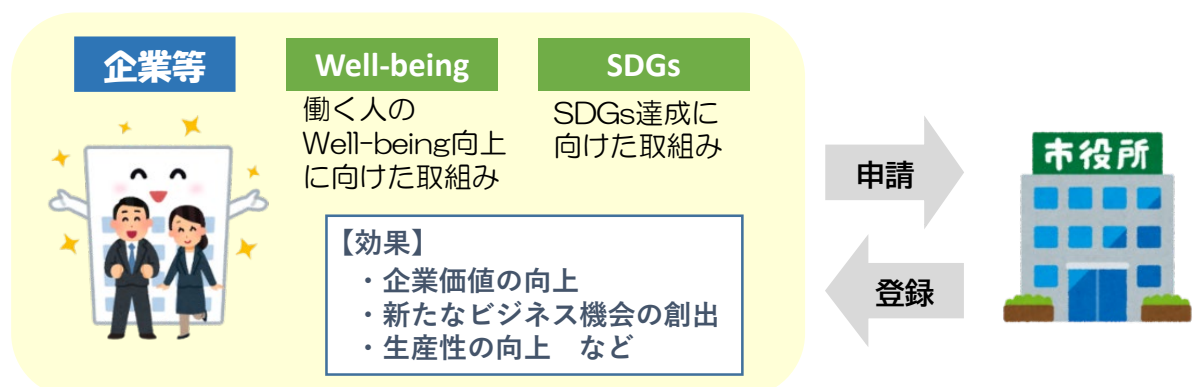 企業等
Well-being
働く人の
Well-being向上
に向けた取組み
SDGs
SDGs達成に
向けた取組み
【効果】
・企業価値の向上
・新たなビジネス機会の創出
・生産性の向上　など
申請
登録
市役所